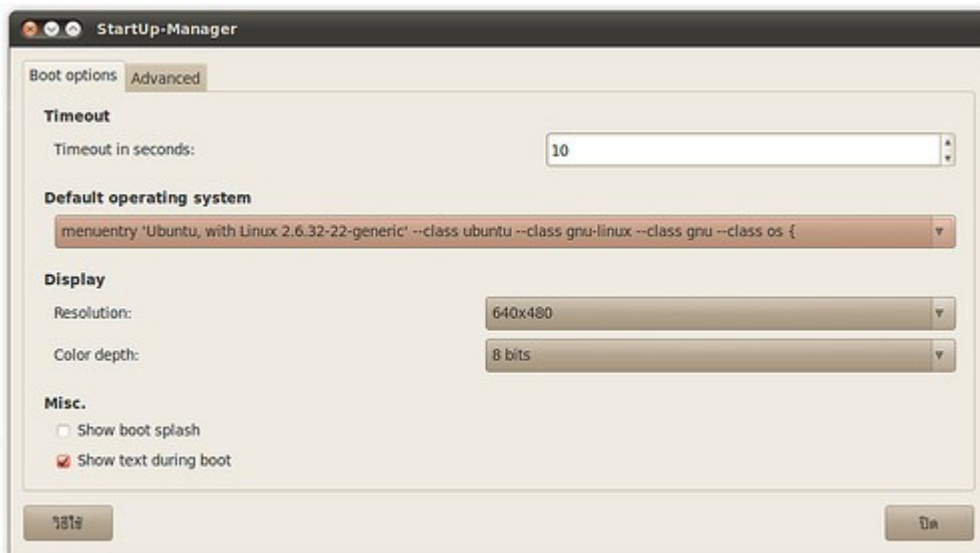 StartUp-Manager
Boot options
Advanced
Timeout
Timeout in seconds:
10
Default operating system
menuentry 'Ubuntu, with Linux 2.6.32-22-generic' --class ubuntu --class gnu-linux --class gnu --class os {
Display
Resolution:
640x480
Color depth:
8 bits
Misc.
Show boot splash
Show text during boot
วิธีใช้
ปิด